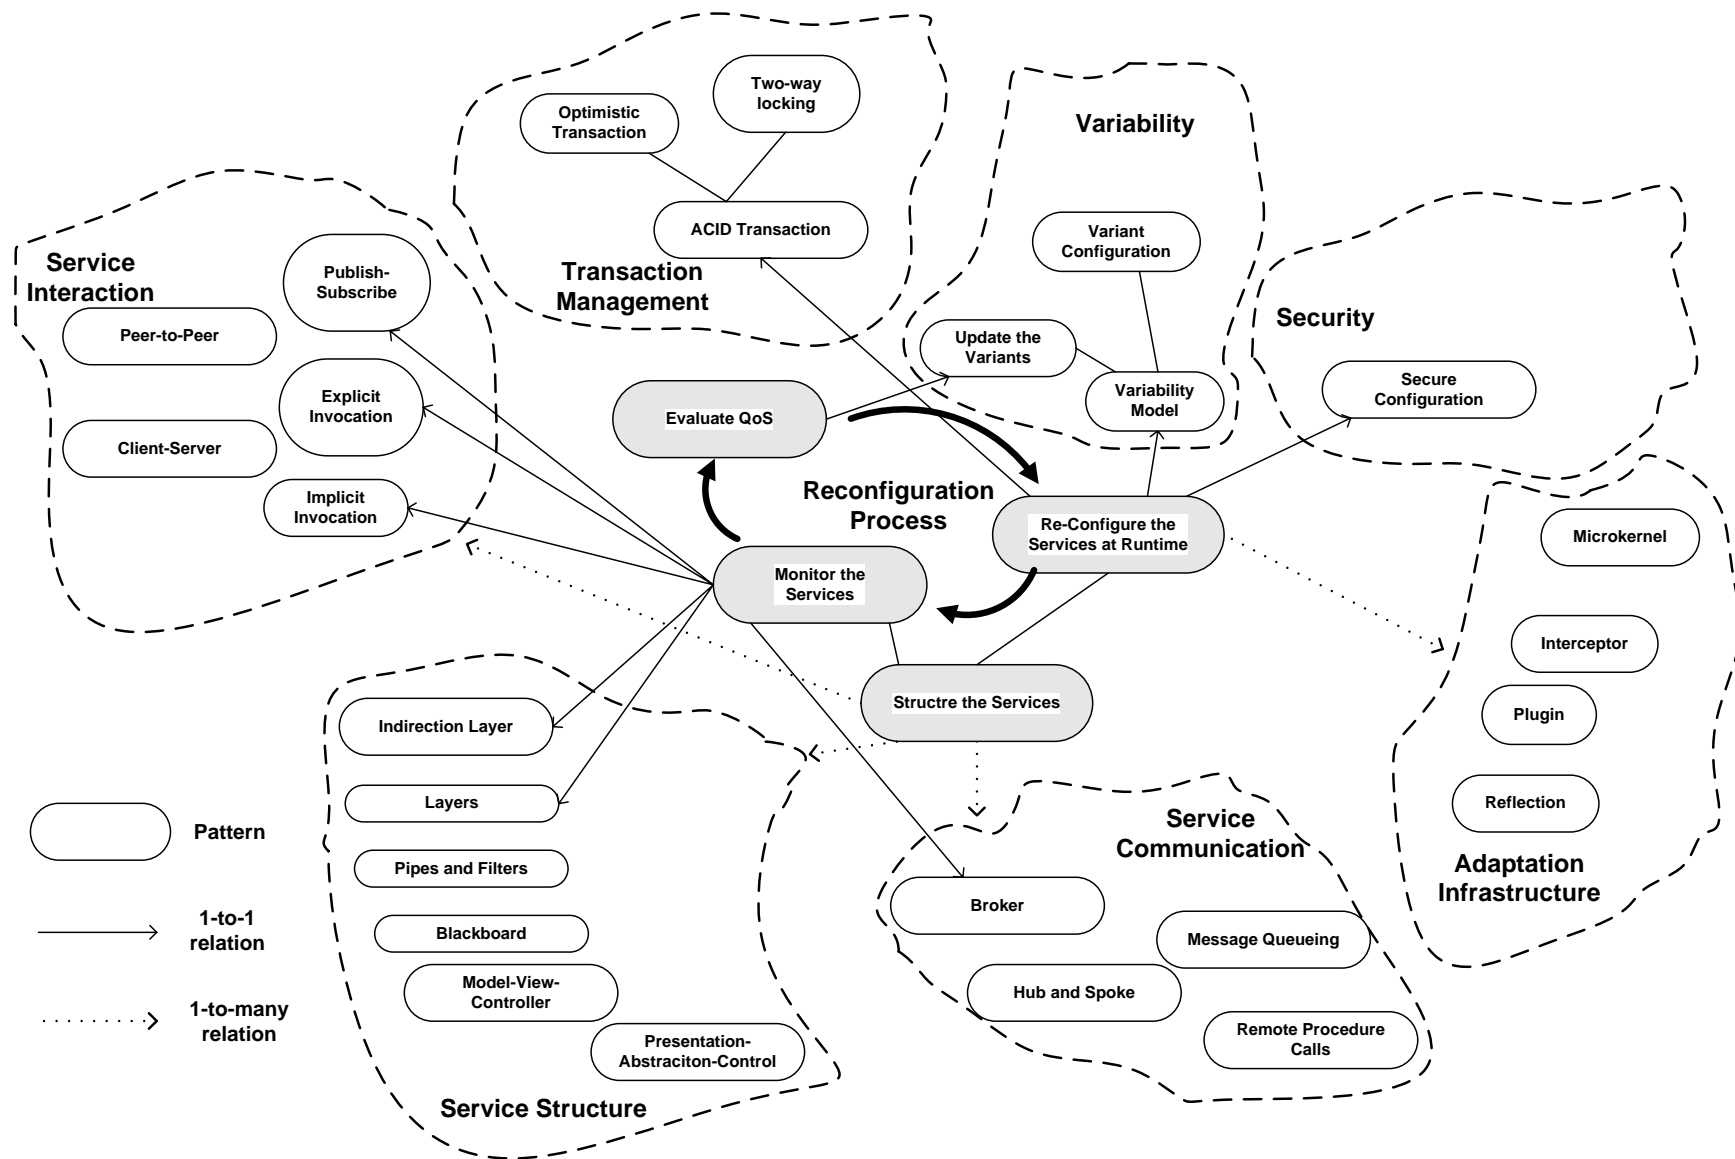 Two-way
locking
Optimistic
Transaction
ACID Transaction
Transaction
Management
Variability
Variant
Configuration
Update the
Variants
Variability
Model
Security
Secure
Configuration
Service
Interaction
Publish-
Subscribe
Peer-to-Peer
Explicit
Invocation
Client-Server
Implicit
Invocation
Evaluate QoS
Reconfiguration
Process
Re-Configure the
Services at Runtime
Monitor the
Services
Structre the Services
Microkernel
Interceptor
Plugin
Reflection
Adaptation
Infrastructure
Indirection Layer
Layers
Pipes and Filters
Blackboard
Model-View-
Controller
Presentation-
Abstraciton-Control
Service Structure
Service
Communication
Broker
Message Queueing
Hub and Spoke
Remote Procedure
Calls
Pattern
1-to-1
relation
1-to-many
relation